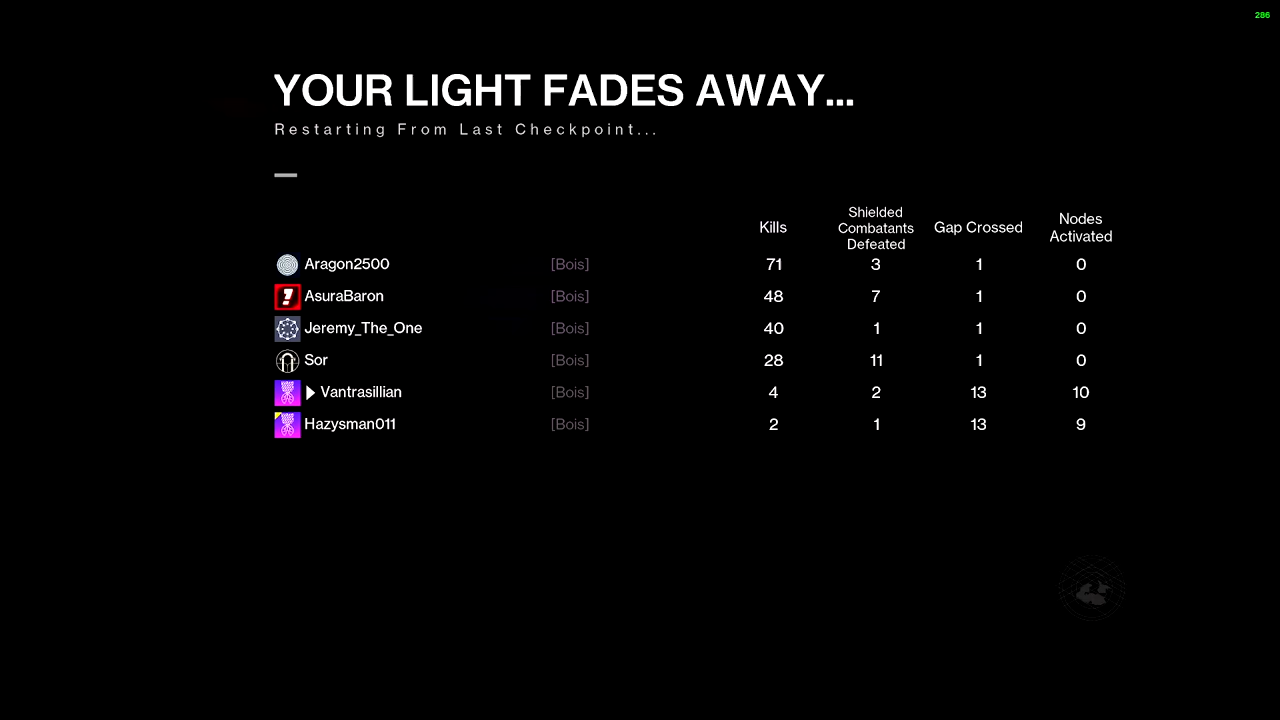 286
YOUR LIGHT FADES AWAY...
Restarting From Last Checkpoint...
Kills Shielded Combatants Defeated Gap Crossed Nodes Activated
Aragon2500 [Bois] 71 3 1 0
AsuraBaron [Bois] 48 7 1 0
Jeremy_The_One [Bois] 40 1 1 0
Sor [Bois] 28 11 1 0
Vantrasillian [Bois] 4 2 13 10
Hazysman011 [Bois] 2 1 13 9